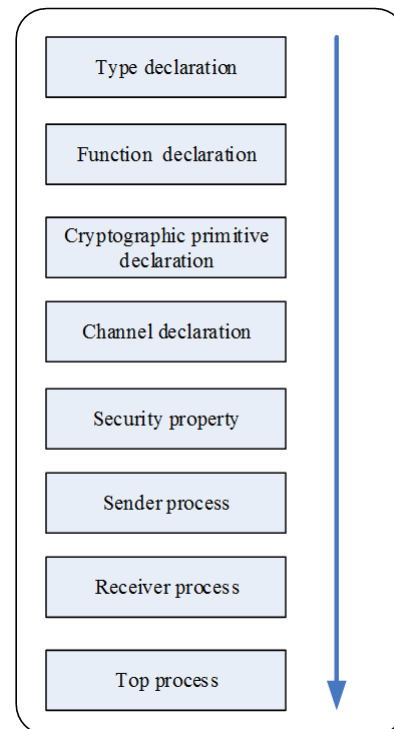 Type declaration
Function declaration
Cryptographic primitive
declaration
Channel declaration
Security property
Sender process
Receiver process
Top process